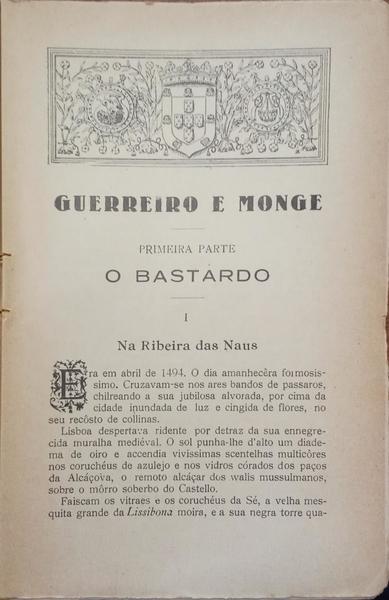 GUERREIRO E MONGE
PRIMEIRA PARTE
O BASTARDO
I
Na Ribeira das Naus
Era em abril de 1494. O dia amanhecêra formosis-
simo. Cruzavam-se nos ares bandos de passaros,
chilreando a sua jubilosa alvorada, por cima da
cidade inundada de luz e cingida de flores, no
seu recôsto de collinas.
Lisboa despertava ridente por detraz da sua ennegre-
cida muralha mediéval. O sol punha-lhe d'alto um diade-
ma de oiro e accendia vivissimas scentelhas multicôres
nos coruchéus de azulejo e nos vidros córados dos paços
da Alcáçova, o remoto alcáçar dos walis mussulmanos,
sobre o môrro soberbo do Castello.
Faiscam os vitraes e os coruchéus da Sé, a velha mes-
quita grande da Lissibona moira, e a sua negra torre qua-